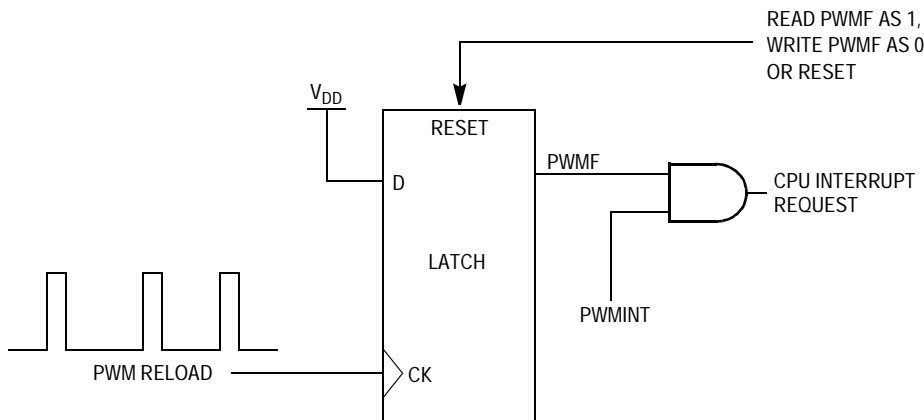 READ PWMF AS 1,
WRITE PWMF AS 0
OR RESET
VDD
RESET
PWMF
D
CPU INTERRUPT
REQUEST
LATCH
PWMINT
PWM RELOAD
CK